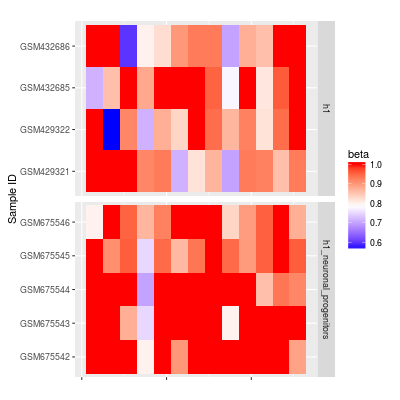 Sample ID
GSM432686
GSM432685
GSM429322
GSM429321
h1
GSM675546
GSM675545
GSM675544
GSM675543
GSM675542
h1_neuronal_progenitors
beta
1.0
0.9
0.8
0.7
0.6